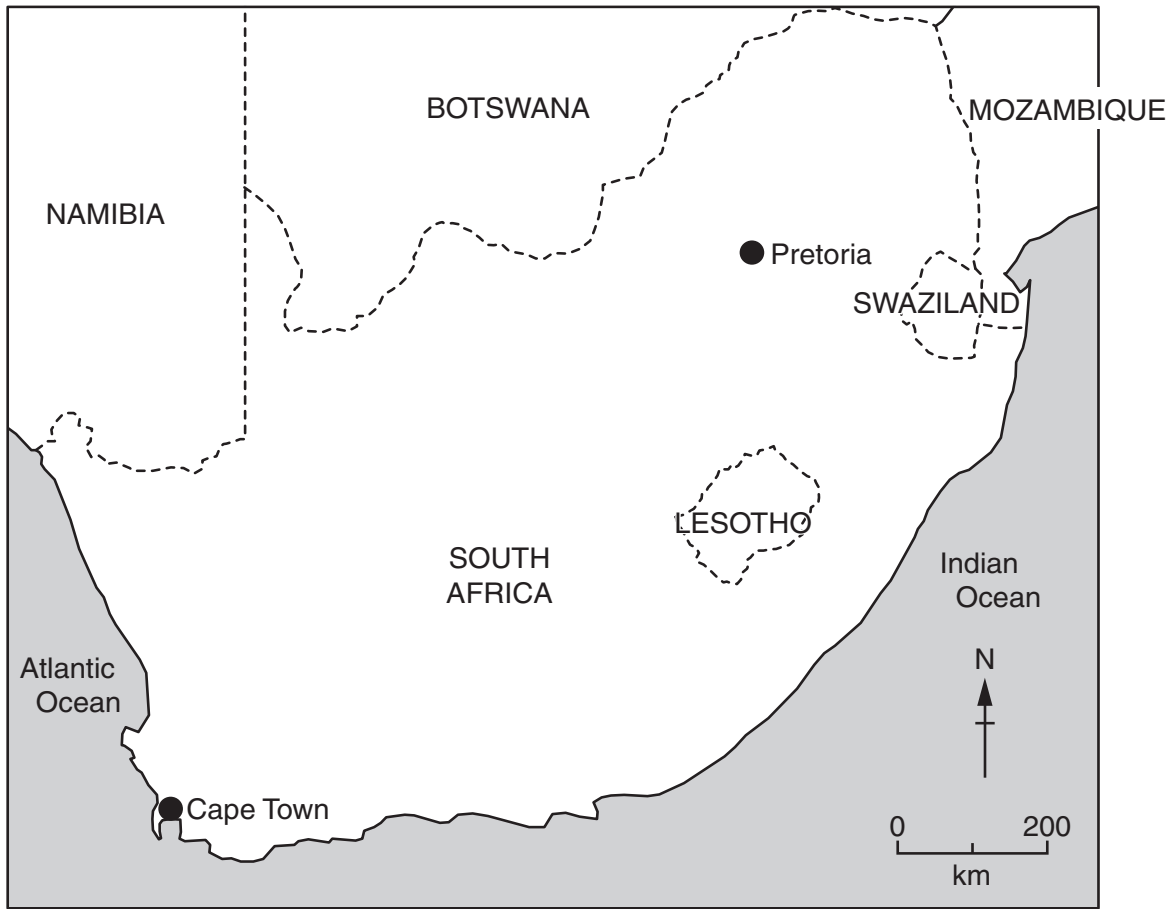 BOTSWANA
MOZAMBIQUE
NAMIBIA
Pretoria
SWAZILAND
LESOTHO
SOUTH
AFRICA
Indian
Ocean
Atlantic
Ocean
N
Cape Town
0 200
km